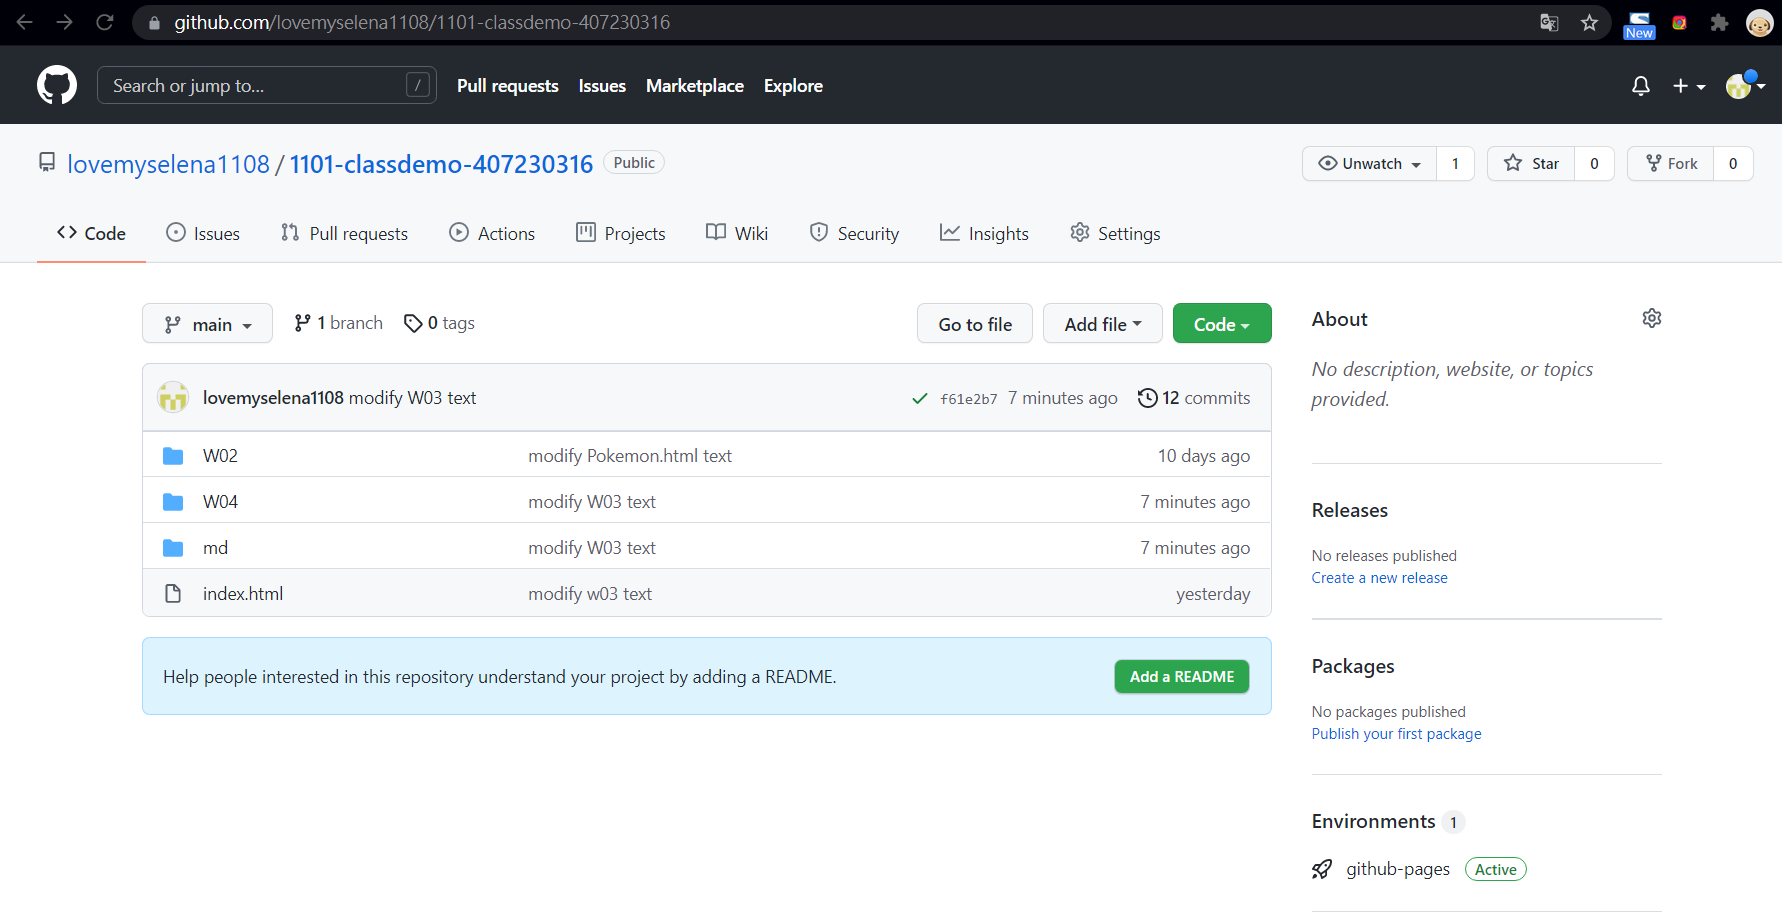 github.com/lovemyselena1108/1101-classdemo-407230316
New
Search or jump to... /
Pull requests Issues Marketplace Explore
lovemyselena1108 / 1101-classdemo-407230316 Public
Unwatch 1 Star 0 Fork 0
Code Issues Pull requests Actions Projects Wiki Security Insights Settings
main 1 branch 0 tags Go to file Add file Code
lovemyselena1108 modify W03 text f61e2b7 7 minutes ago 12 commits
W02 modify Pokemon.html text 10 days ago
W04 modify W03 text 7 minutes ago
md modify W03 text 7 minutes ago
index.html modify w03 text yesterday
Help people interested in this repository understand your project by adding a README. Add a README
About
No description, website, or topics
provided.
Releases
No releases published
Create a new release
Packages
No packages published
Publish your first package
Environments 1
github-pages Active